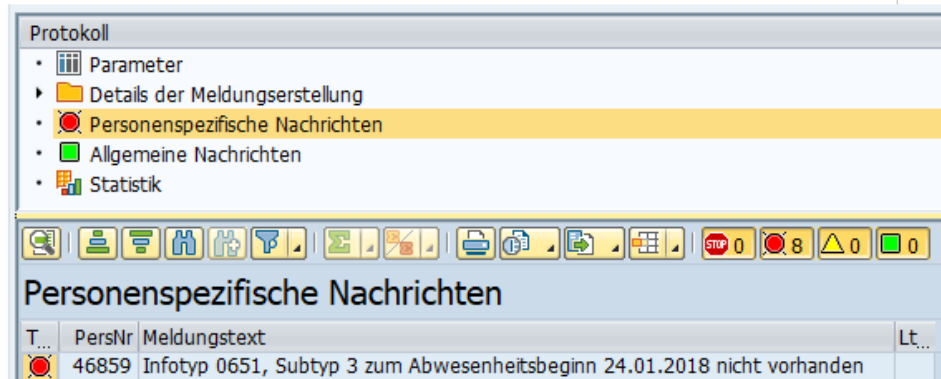 Protokoll
Parameter
Details der Meldungserstellung
Personenspezifische Nachrichten
Allgemeine Nachrichten
Statistik
STOP 0 8 0 0
Personenspezifische Nachrichten
T... PersNr Meldungstext Lt...
46859 Infotyp 0651, Subtyp 3 zum Abwesenheitsbeginn 24.01.2018 nicht vorhanden